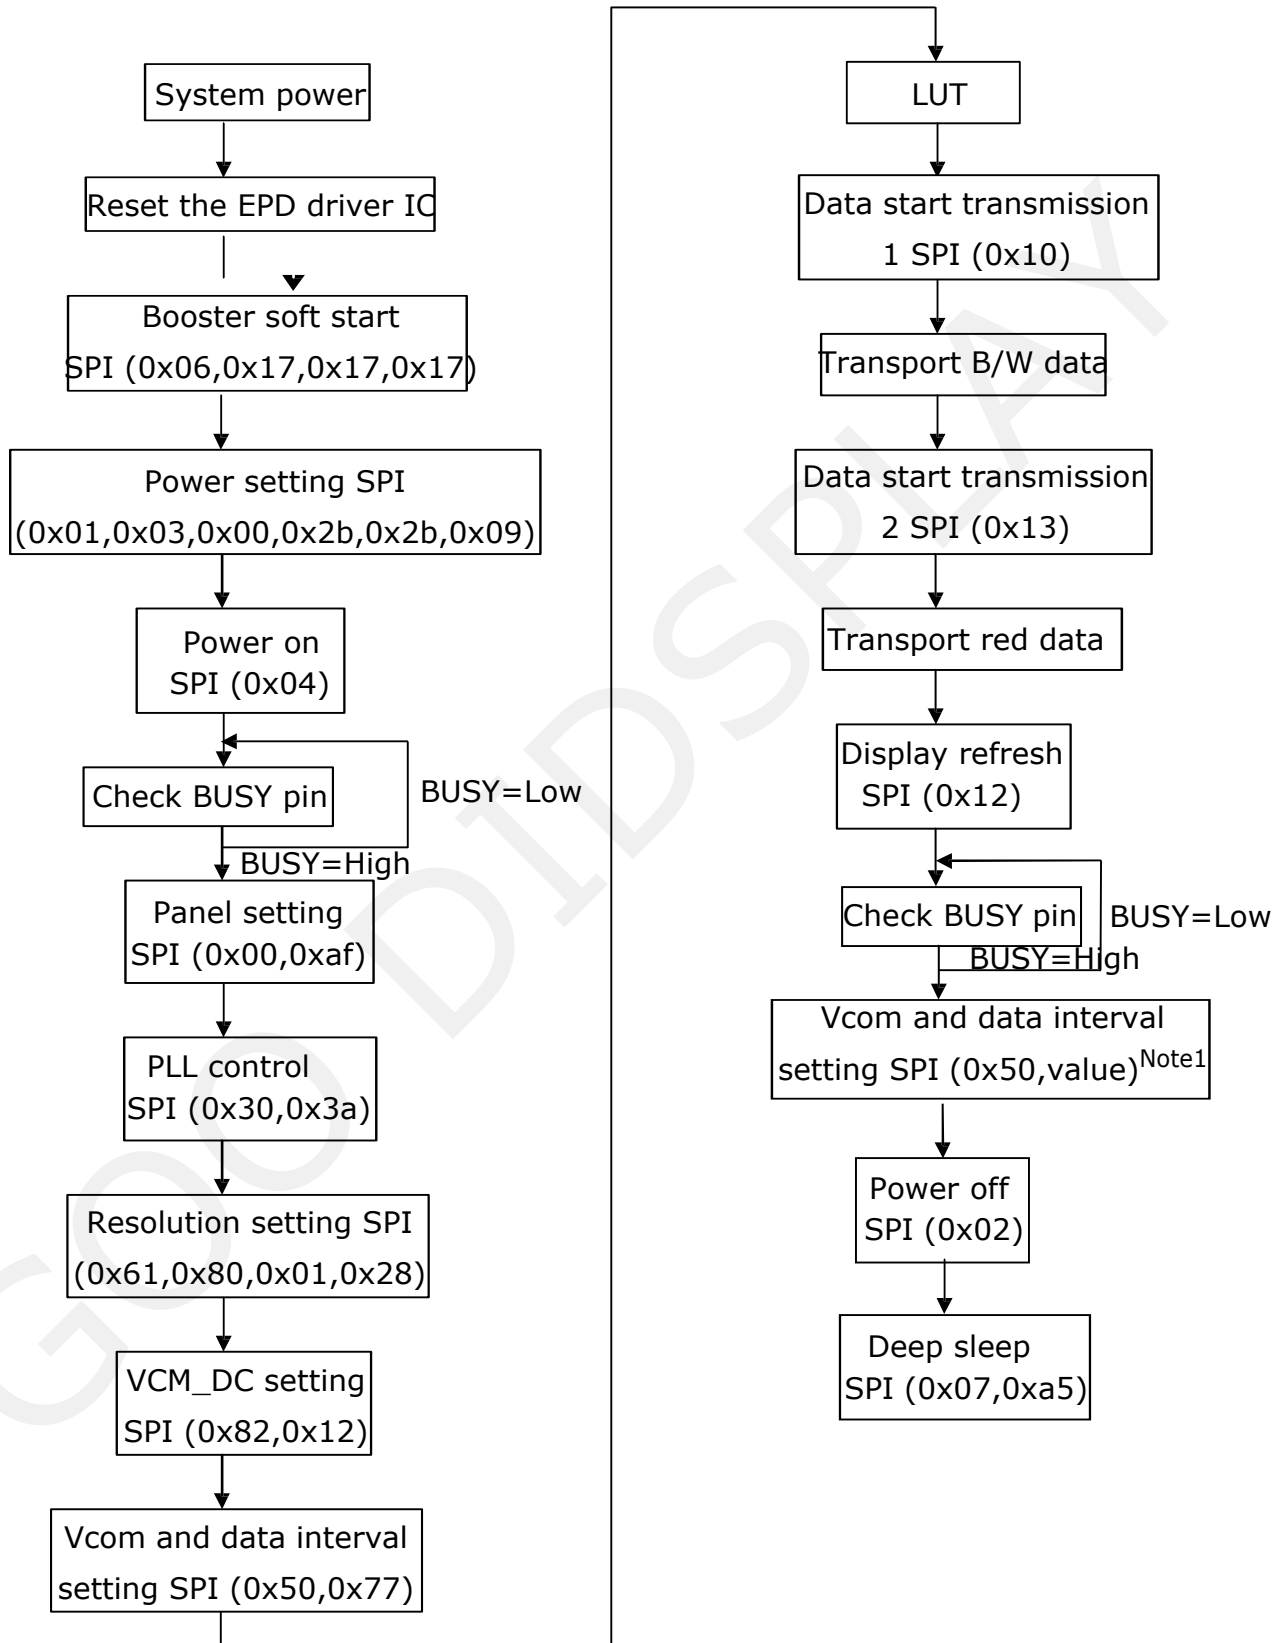 System power
Reset the EPD driver IC
Booster soft start
SPI (0x06,0x17,0x17,0x17)
Power setting SPI
(0x01,0x03,0x00,0x2b,0x2b,0x09)
Power on
SPI (0x04)
Check BUSY pin
BUSY=Low
BUSY=High
Panel setting
SPI (0x00,0xaf)
PLL control
SPI (0x30,0x3a)
Resolution setting SPI
(0x61,0x80,0x01,0x28)
VCM_DC setting
SPI (0x82,0x12)
Vcom and data interval
setting SPI (0x50,0x77)
LUT
Data start transmission
1 SPI (0x10)
Transport B/W data
Data start transmission
2 SPI (0x13)
Transport red data
Display refresh
SPI (0x12)
Check BUSY pin
BUSY=Low
BUSY=High
Vcom and data interval
setting SPI (0x50,value)Note1
Power off
SPI (0x02)
Deep sleep
SPI (0x07,0xa5)
GOO DIDSPLAY